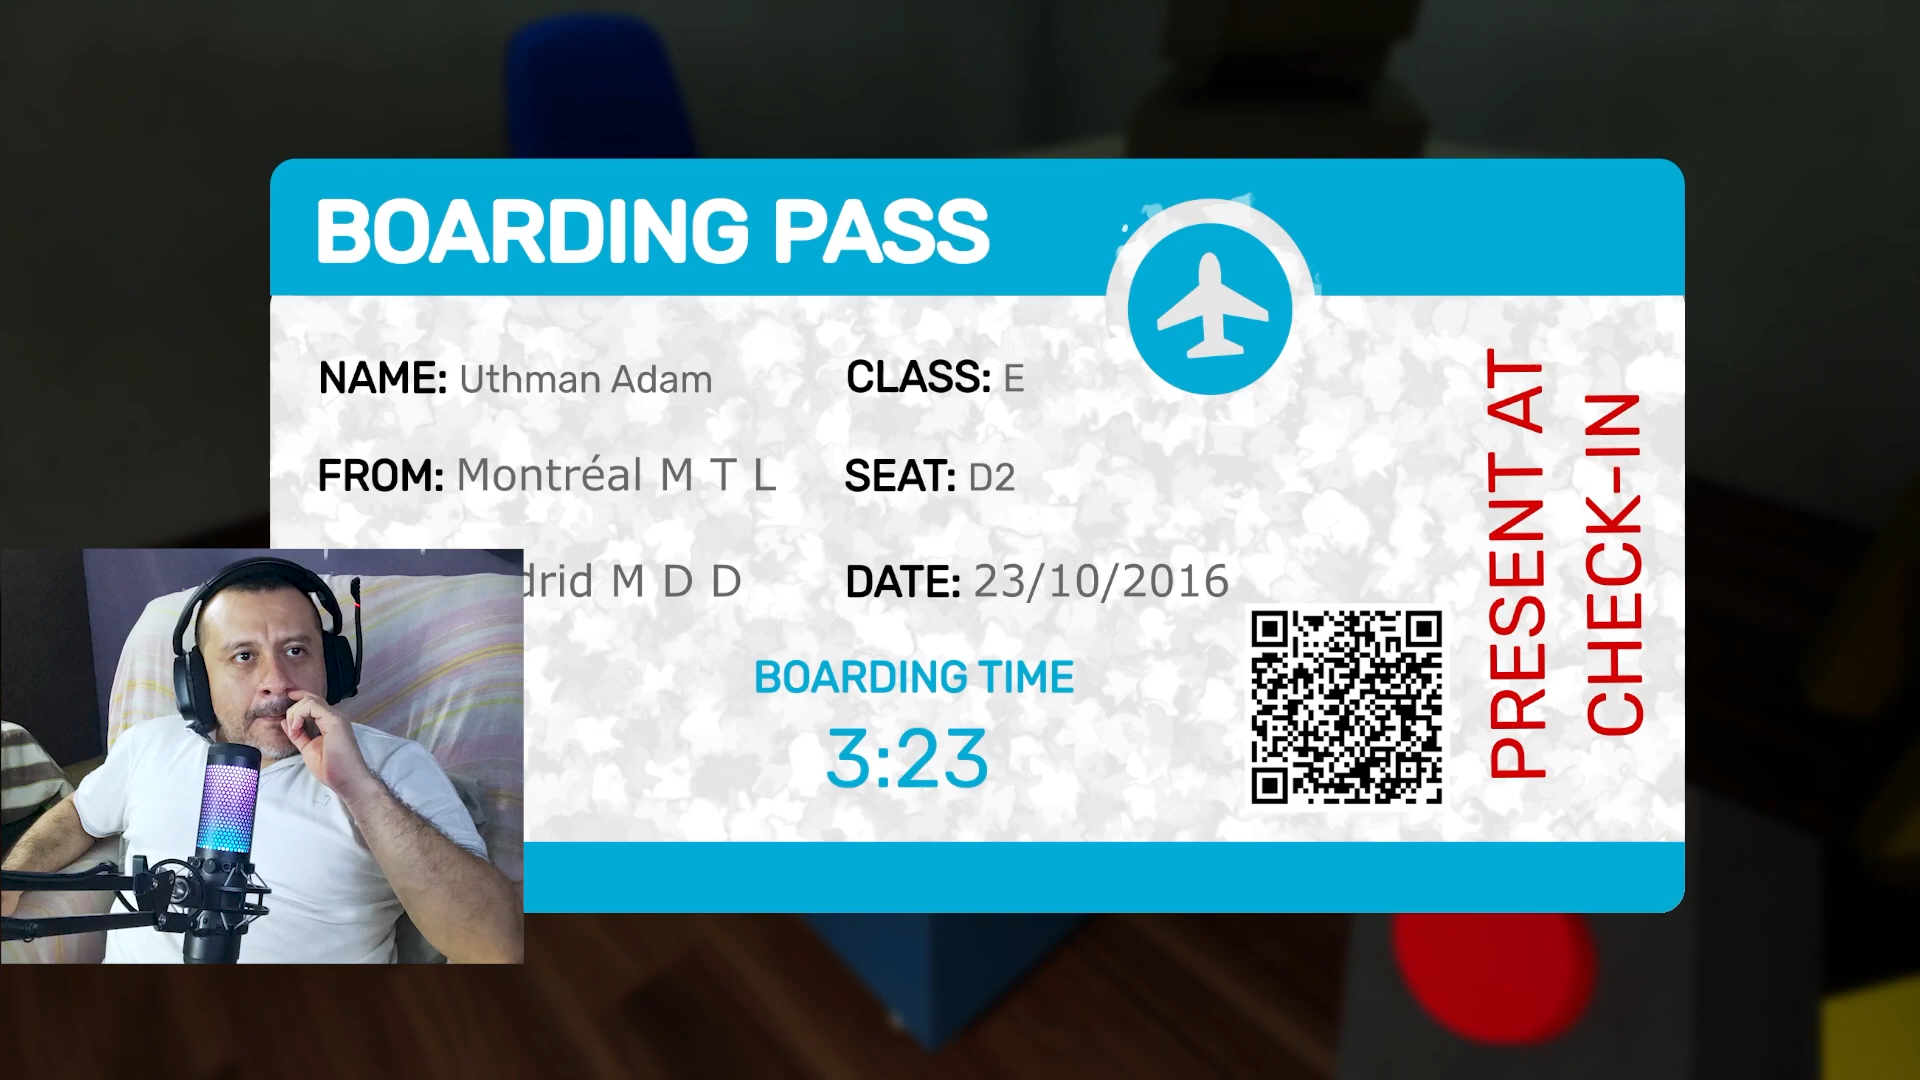 BOARDING PASS
NAME: Uthman Adam
CLASS: E
FROM: Montréal M T L
SEAT: D2
drid M D D
DATE: 23/10/2016
BOARDING TIME
3:23
PRESENT AT
CHECK-IN